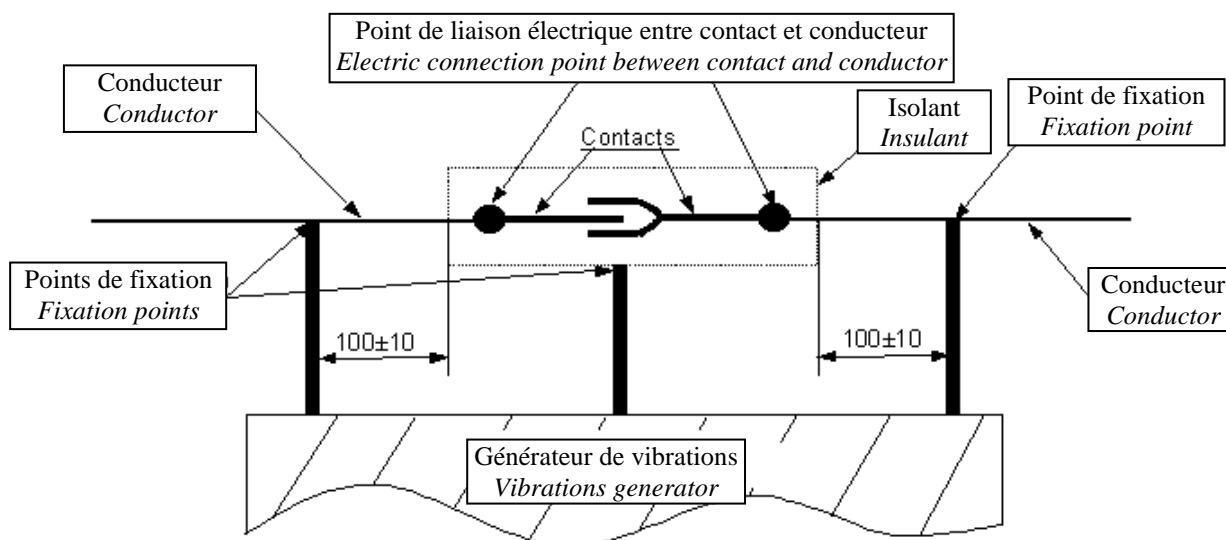 Point de liaison électrique entre contact et conducteur
Electric connection point between contact and conductor
Conducteur
Conductor
Isolant
Insulant
Point de fixation
Fixation point
Contacts
Points de fixation
Fixation points
Conducteur
Conductor
100±10
100±10
Générateur de vibrations
Vibrations generator